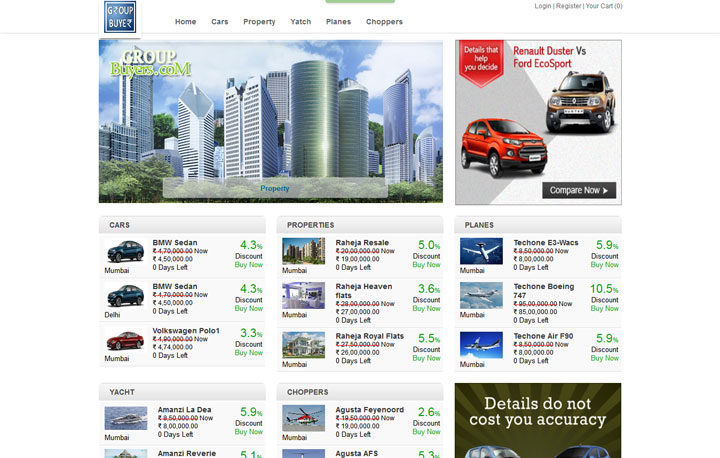 GROUP
BUYER
Login | Register | Your Cart (0)
Home Cars Property Yatch Planes Choppers
GROUP
Buyers.coM
Property
Details that
help you
decide
Renault Duster Vs
Ford EcoSport
Compare Now
CARS
BMW Sedan
₹ 4,70,000.00 Now
₹ 4,50,000.00
0 Days Left
4.3%
Discount
Buy Now
Mumbai
BMW Sedan
₹ 4,70,000.00 Now
₹ 4,50,000.00
0 Days Left
4.3%
Discount
Buy Now
Delhi
Volkswagen Polo1
₹ 4,90,000.00 Now
₹ 4,74,000.00
0 Days Left
3.3%
Discount
Buy Now
Mumbai
PROPERTIES
Raheja Resale
₹ 20,00,000.00 Now
₹ 19,00,000.00
0 Days Left
5.0%
Discount
Buy Now
Mumbai
Raheja Heaven
flats
₹ 28,00,000.00 Now
₹ 27,00,000.00
0 Days Left
3.6%
Discount
Buy Now
Mumbai
Raheja Royal Flats
₹ 27,50,000.00 Now
₹ 26,00,000.00
0 Days Left
5.5%
Discount
Buy Now
Mumbai
PLANES
Techone E3-Wacs
₹ 8,50,000.00 Now
₹ 8,00,000.00
0 Days Left
5.9%
Discount
Buy Now
Mumbai
Techone Boeing
747
₹ 95,00,000.00 Now
₹ 85,00,000.00
0 Days Left
10.5%
Discount
Buy Now
Mumbai
Techone Air F90
₹ 8,50,000.00 Now
₹ 8,00,000.00
0 Days Left
5.9%
Discount
Buy Now
Mumbai
YACHT
Amanzi La Dea
₹ 8,50,000.00 Now
₹ 8,00,000.00
0 Days Left
5.9%
Discount
Buy Now
Mumbai
Amanzi Reverie
5.1%
CHOPPERS
Agusta Feyenoord
₹ 19,50,000.00 Now
₹ 19,00,000.00
0 Days Left
2.6%
Discount
Buy Now
Mumbai
Agusta AFS
5.3%
Details do not
cost you accuracy